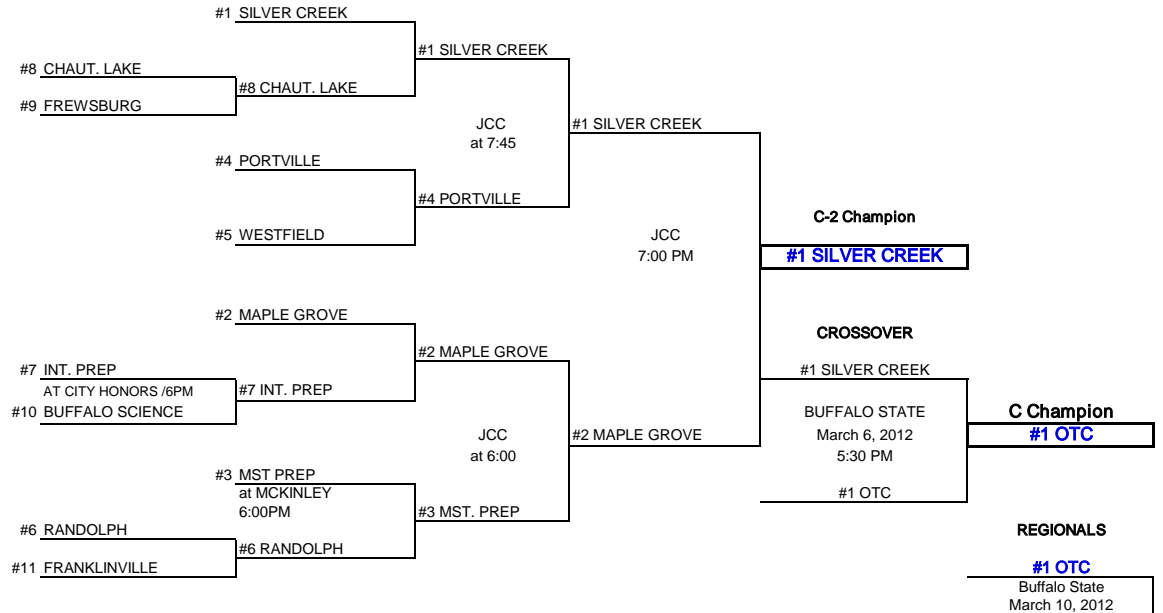 #1 SILVER CREEK
#1 SILVER CREEK
#8 CHAUT. LAKE
#8 CHAUT. LAKE
#9 FREWSBURG
JCC
at 7:45
#1 SILVER CREEK
#4 PORTVILLE
#4 PORTVILLE
#5 WESTFIELD
JCC
7:00 PM
C-2 Champion
#1 SILVER CREEK
#2 MAPLE GROVE
#2 MAPLE GROVE
#7 INT. PREP
AT CITY HONORS /6PM
#7 INT. PREP
#10 BUFFALO SCIENCE
JCC
at 6:00
#2 MAPLE GROVE
#3 MST PREP
at MCKINLEY
6:00PM
#3 MST. PREP
#6 RANDOLPH
#6 RANDOLPH
#11 FRANKLINVILLE
CROSSOVER
#1 SILVER CREEK
BUFFALO STATE
March 6, 2012
5:30 PM
#1 OTC
C Champion
#1 OTC
REGIONALS
#1 OTC
Buffalo State
March 10, 2012